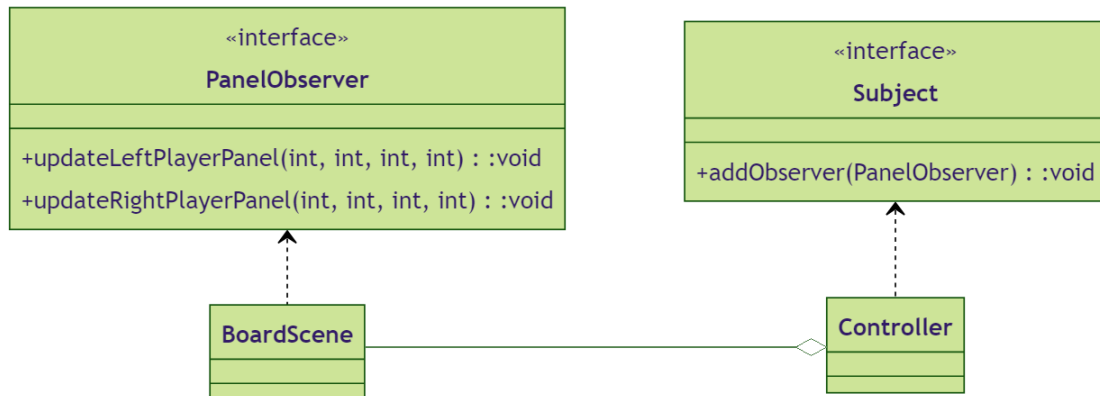 «interface»
PanelObserver
+updateLeftPlayerPanel(int, int, int, int) : :void
+updateRightPlayerPanel(int, int, int, int) : :void
«interface»
Subject
+addObserver(PanelObserver) : :void
BoardScene
Controller